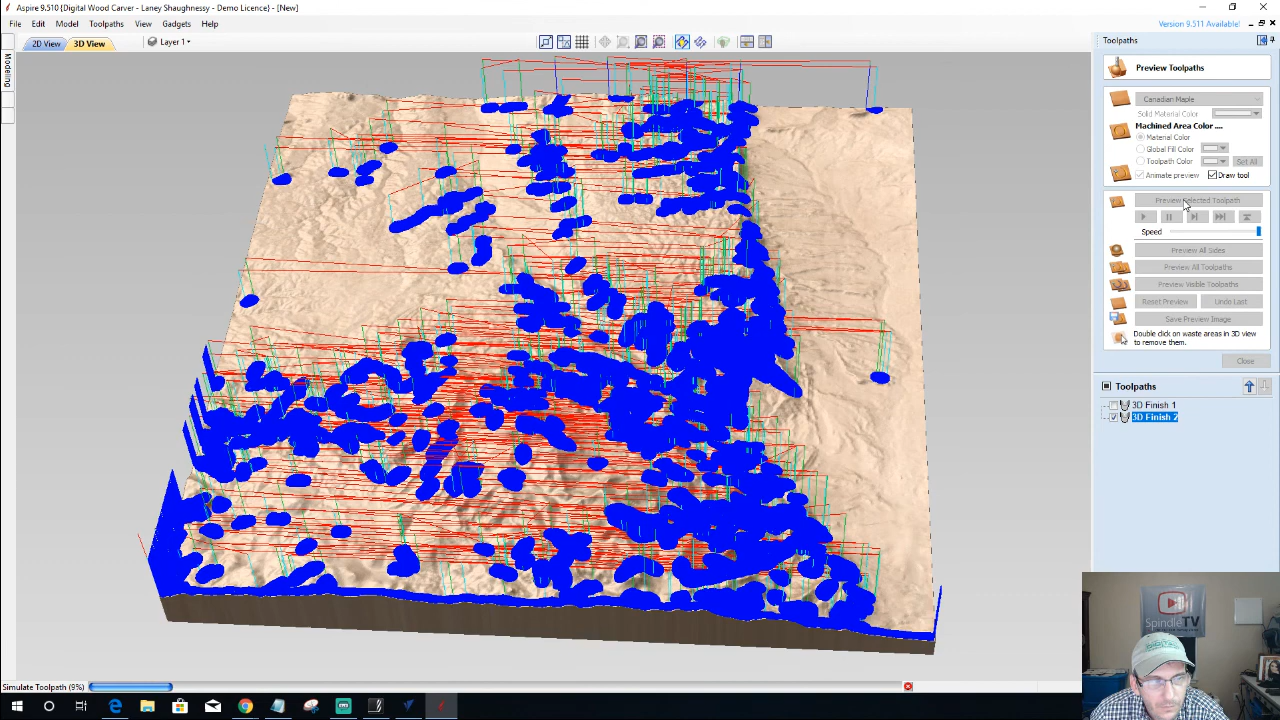 Aspire 9.510 {Digital Wood Carver - Laney Shaughnessy - Demo Licence} - [New]
File Edit Model Toolpaths View Gadgets Help
Version 9.511 Available!
2D View 3D View Layer 1
Modeling
Toolpaths
Preview Toolpaths
Canadian Maple
Solid Material Color
Machined Area Color ....
Material Color
Global Fill Color
Toolpath Color Set All
Animate preview Draw tool
Preview Selected Toolpath
Speed
Preview All Sides
Preview All Toolpaths
Preview Visible Toolpaths
Reset Preview Undo Last
Save Preview Image
Double click on waste areas in 3D view
to remove them.
Close
Toolpaths
3D Finish 1
3D Finish 2
SpindleTV
Simulate Toolpath (9%)